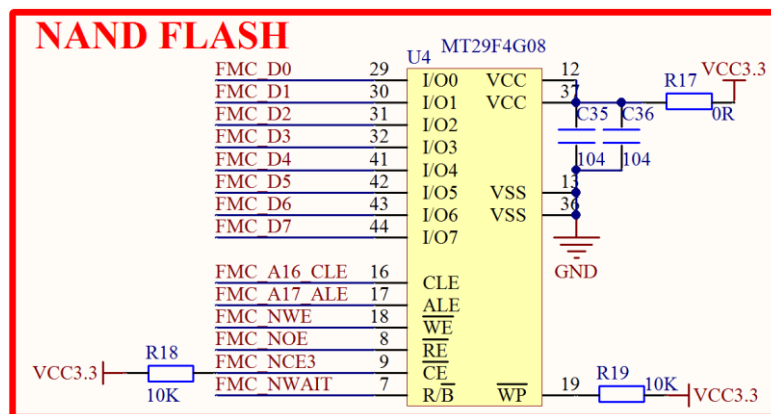 NAND FLASH
U4 MT29F4G08
FMC_D0 29 I/O0 VCC 12
FMC_D1 30 I/O1 VCC 37
FMC_D2 31 I/O2
FMC_D3 32 I/O3
FMC_D4 41 I/O4
FMC_D5 42 I/O5 VSS 13
FMC_D6 43 I/O6 VSS 36
FMC_D7 44 I/O7
R17 VCC3.3
0R
C35 C36
104 104
GND
FMC_A16_CLE 16 CLE
FMC_A17_ALE 17 ALE
FMC_NWE 18 WE
FMC_NOE 8 RE
VCC3.3 R18 10K FMC_NCE3 9 CE
FMC_NWAIT 7 R/B WP 19 R19 10K VCC3.3